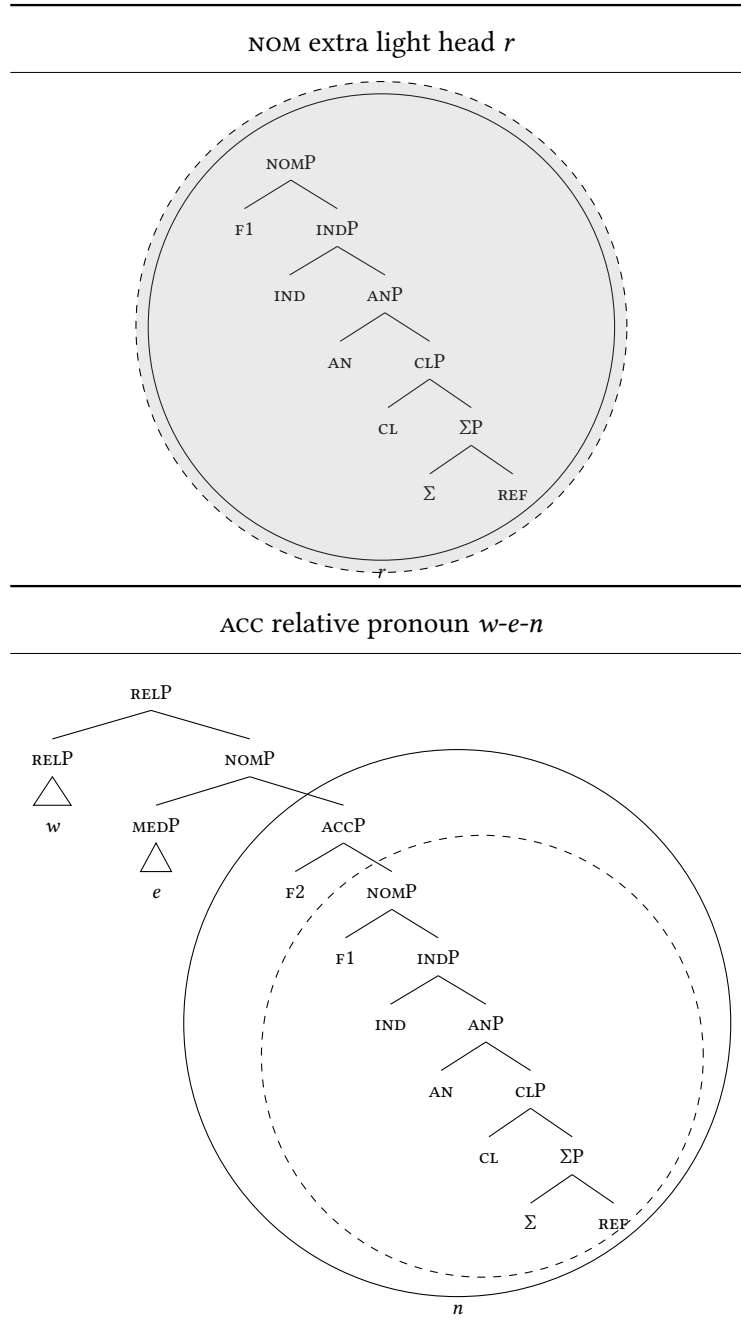 NOM extra light head r
NOMP
F1 INDP
IND ANP
AN CLP
CL ΣP
Σ REF
r
ACC relative pronoun w-e-n
RELP
RELP NOMP
w MEDP ACCP
e F2 NOMP
F1 INDP
IND ANP
AN CLP
CL ΣP
Σ REF
n